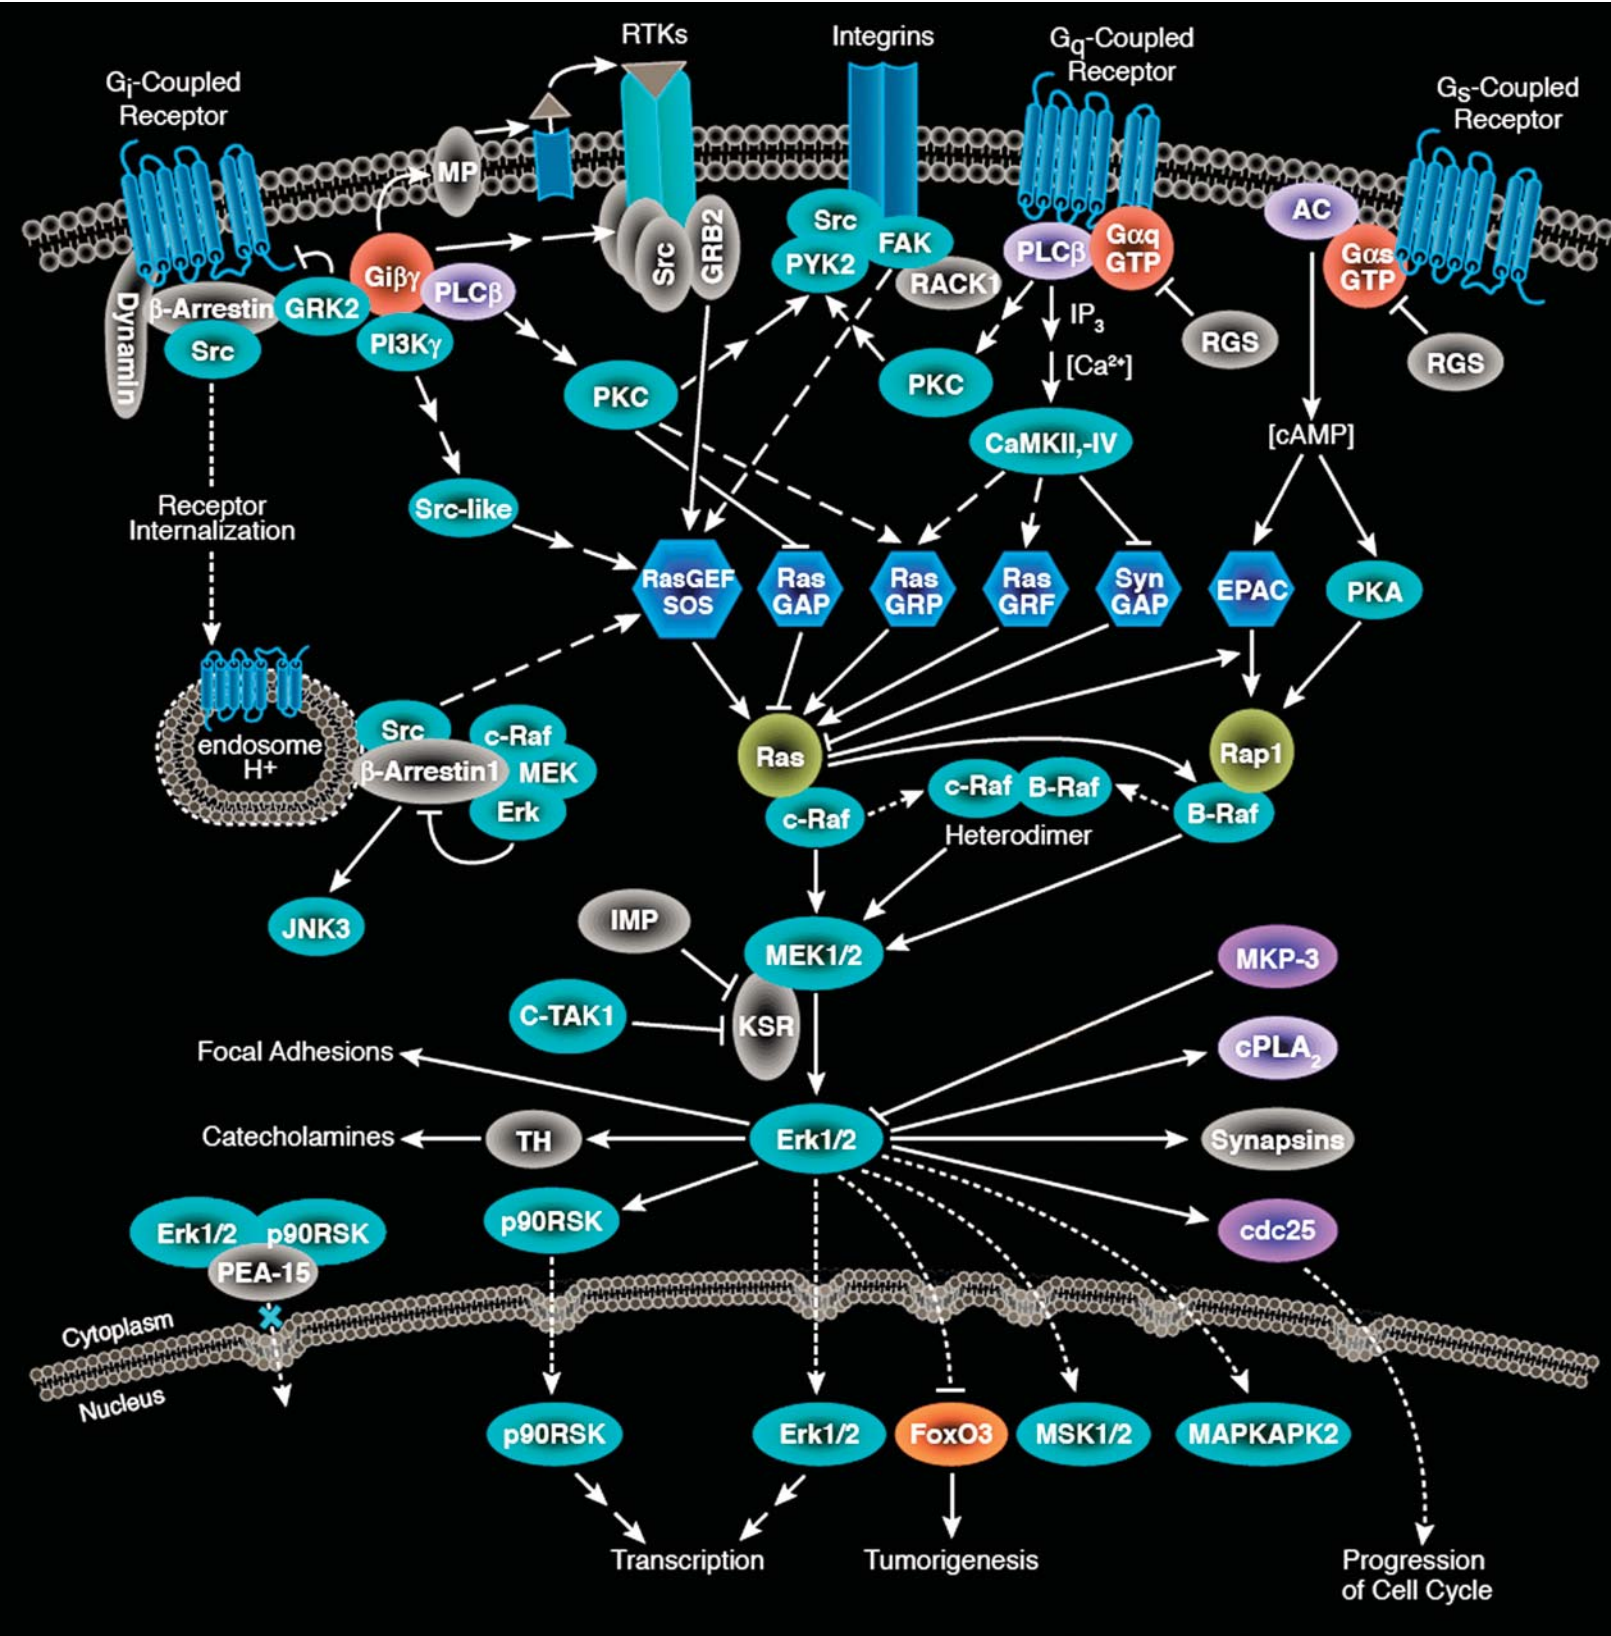 RTKs
Integrins
Gq-Coupled
Receptor
Gi-Coupled
Receptor
Gs-Coupled
Receptor
MP
AC
Src
GRB2
Src
FAK
PYK2
RACK1
PLCβ
Gαq
GTP
Gαs
GTP
Giβγ
PLCβ
GRK2
β-Arrestin
Dynamin
Src
PI3Kγ
IP3
[Ca2+]
RGS
RGS
PKC
PKC
CaMKII,-IV
[cAMP]
Receptor
Internalization
Src-like
RasGEF
SOS
Ras
GAP
Ras
GRP
Ras
GRF
Syn
GAP
EPAC
PKA
endosome
H+
Src
c-Raf
β-Arrestin1
MEK
Erk
Ras
Rap1
c-Raf
c-Raf
B-Raf
B-Raf
Heterodimer
JNK3
IMP
MEK1/2
MKP-3
C-TAK1
KSR
cPLA2
Focal Adhesions
Catecholamines
TH
Erk1/2
Synapsins
p90RSK
cdc25
Erk1/2
p90RSK
PEA-15
Cytoplasm
Nucleus
p90RSK
Erk1/2
FoxO3
MSK1/2
MAPKAPK2
Transcription
Tumorigenesis
Progression
of Cell Cycle